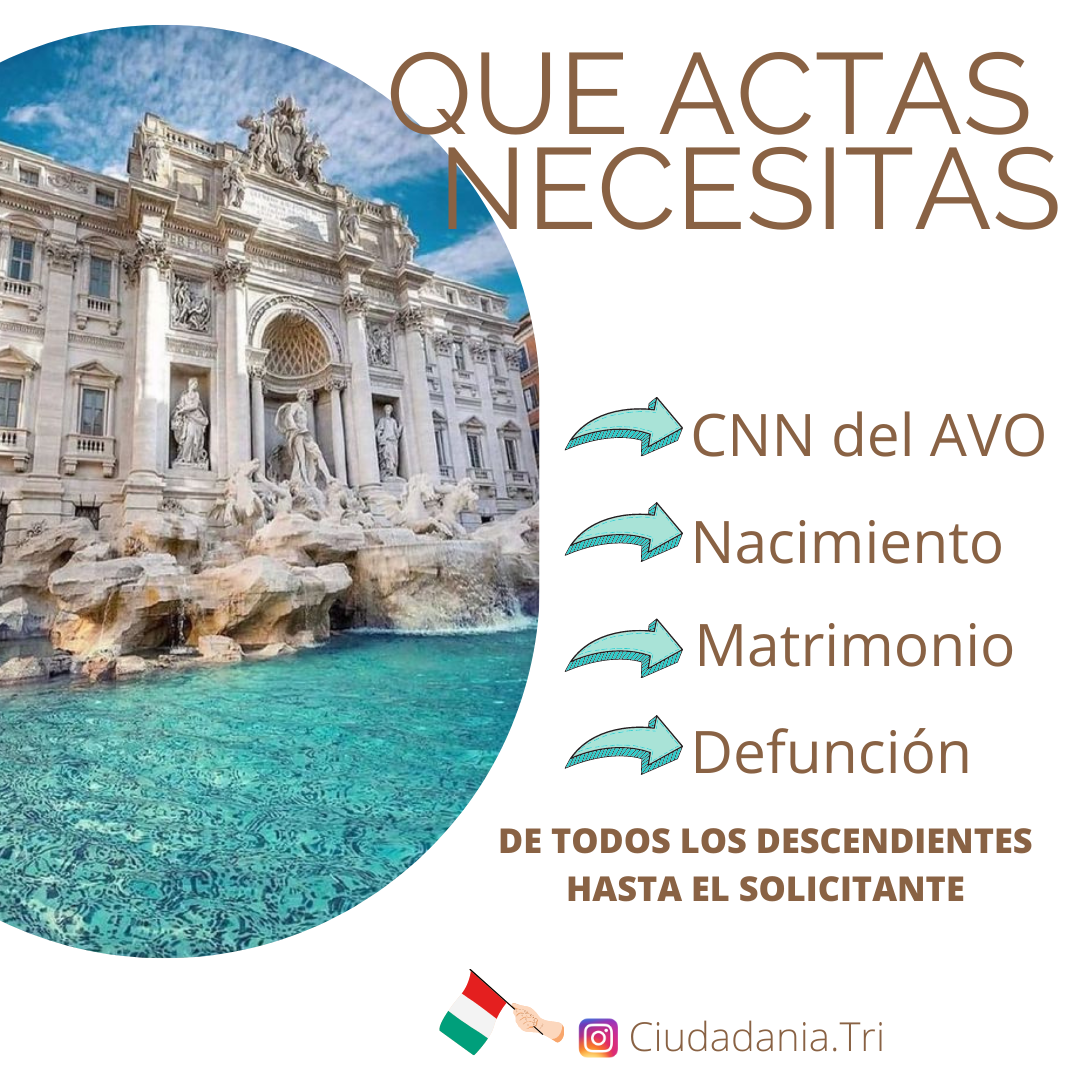 QUE ACTAS
NECESITAS
CNN del AVO
Nacimiento
Matrimonio
Defunción
DE TODOS LOS DESCENDIENTES
HASTA EL SOLICITANTE
Ciudadania.Tri